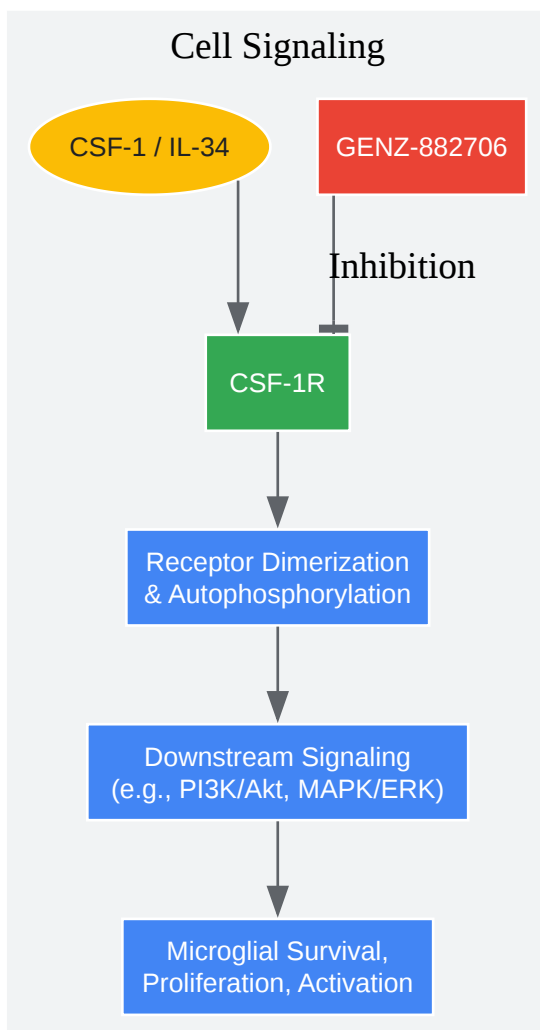 Cell Signaling
CSF-1 / IL-34
GENZ-882706
Inhibition
CSF-1R
Receptor Dimerization
& Autophosphorylation
Downstream Signaling
(e.g., PI3K/Akt, MAPK/ERK)
Microglial Survival,
Proliferation, Activation